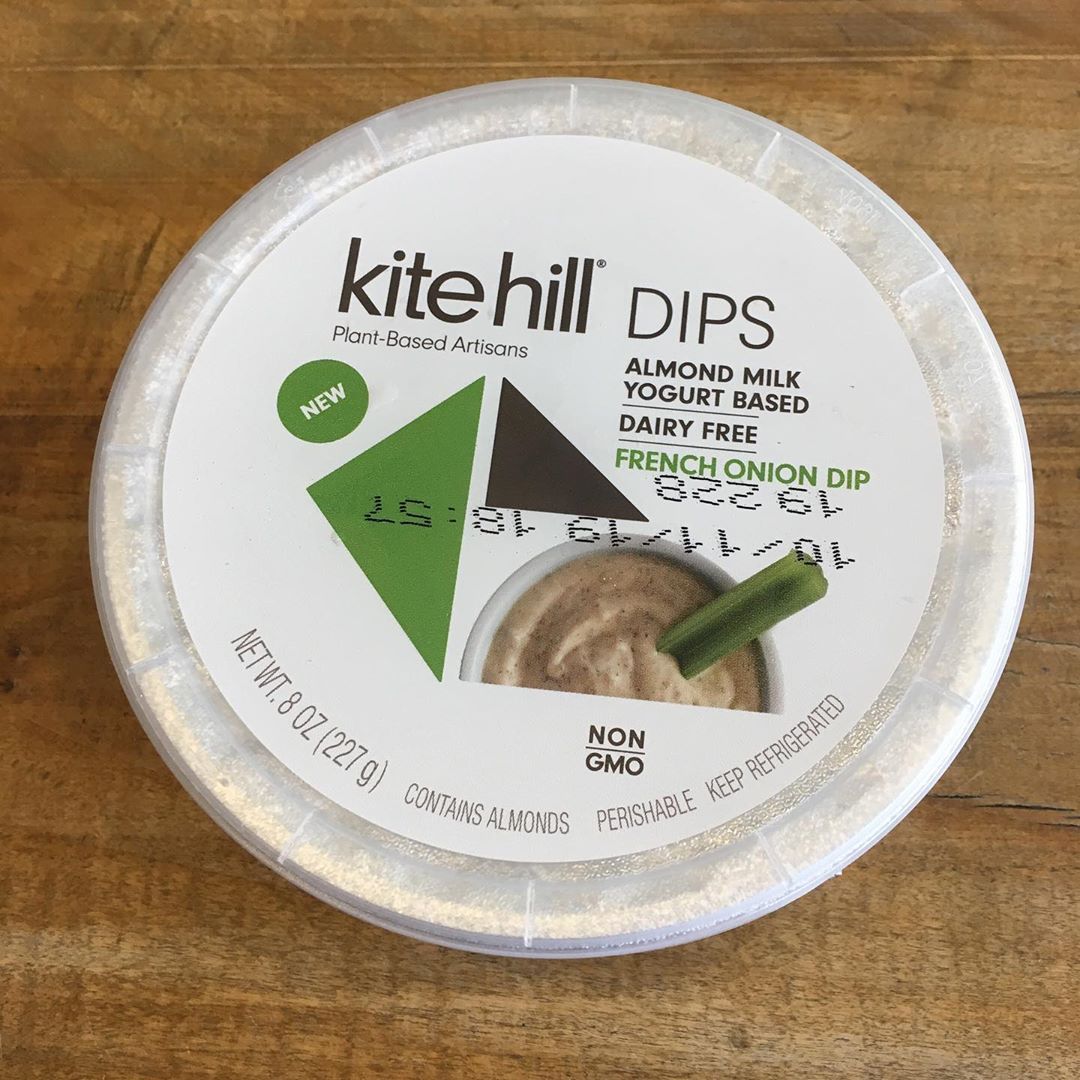 kite hill® DIPS
Plant-Based Artisans
ALMOND MILK
YOGURT BASED
DAIRY FREE
FRENCH ONION DIP
NEW
10/11/19 18:57
19 228
NON
GMO
NET WT. 8 OZ (227g)
CONTAINS ALMONDS
PERISHABLE KEEP REFRIGERATED